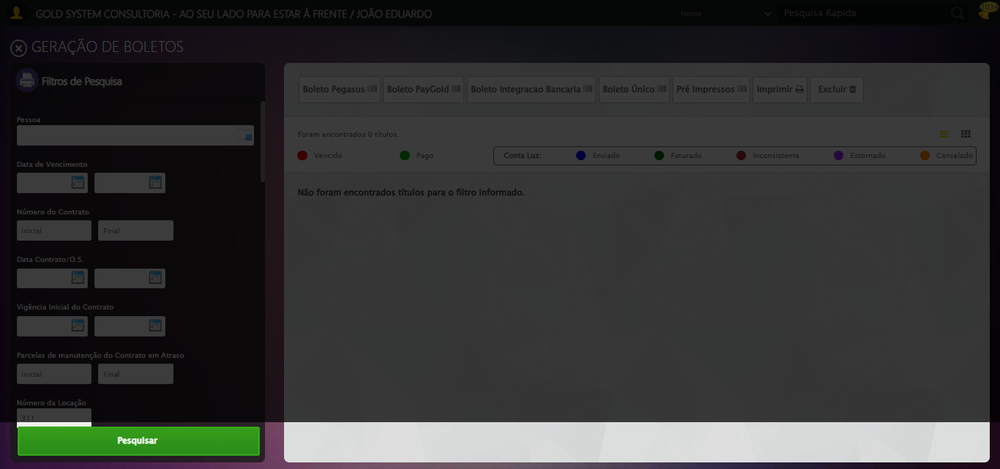 GOLD SYSTEM CONSULTORIA - AO SEU LADO PARA ESTAR À FRENTE / JOÃO EDUARDO
Nome
Pesquisa Rapida
GERAÇÃO DE BOLETOS
Filtros de Pesquisa
Pessoa
Data de Vencimento
Número do Contrato
Inicial Final
Data Contrato/O.S.
Vigência Inicial do Contrato
Parcelas de manutenção do Contrato em Atraso
Inicial Final
Número da Locação
311
Pesquisar
Boleto Pegasus Boleto PayGold Boleto Integracao Bancaria Boleto Único Pré Impressos Imprimir Excluir
Foram encontrados 0 títulos.
Vencido Pago Conta Luz: Enviado Faturado Inconsistente Estornado Cancelado
Não foram encontrados títulos para o filtro informado.